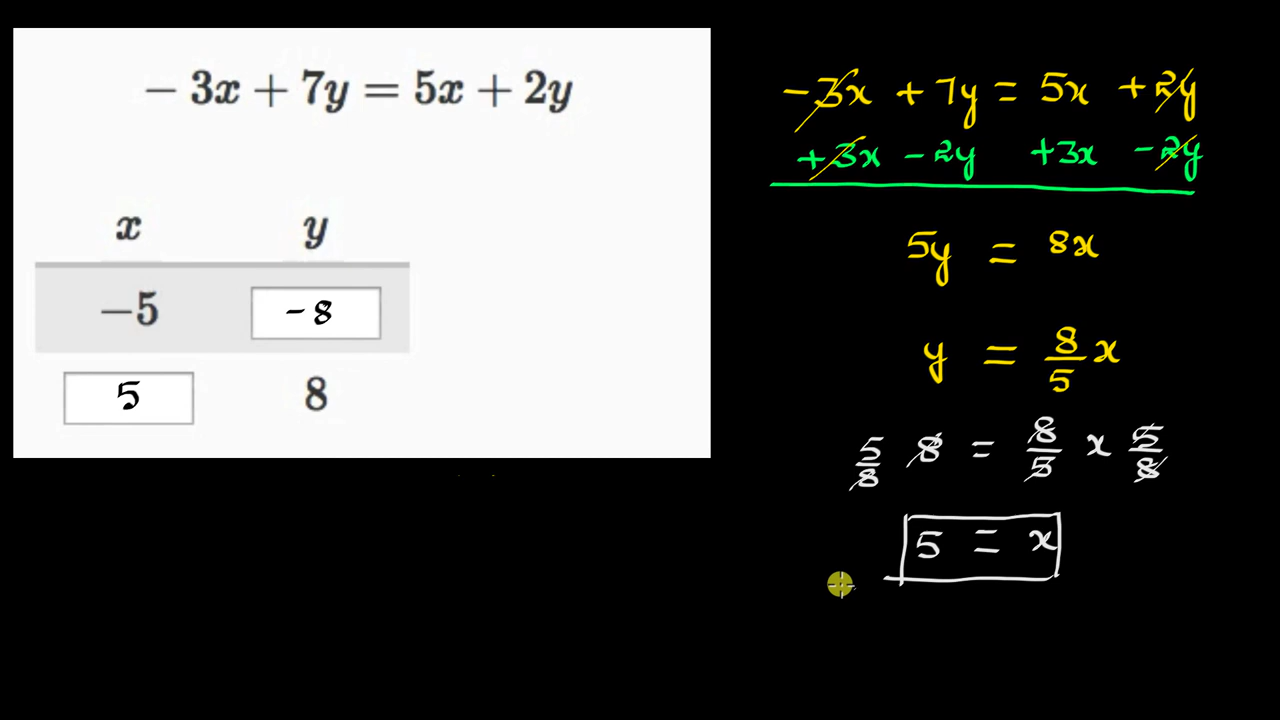 − 3x + 7y = 5x + 2y
x y
−5 -8
5 8
-3x + 7y = 5x + 2y
+3x - 2y +3x - 2y
5y = 8x
y = 8/5 x
5/8 8 = 8/5 x 5/8
5 = x